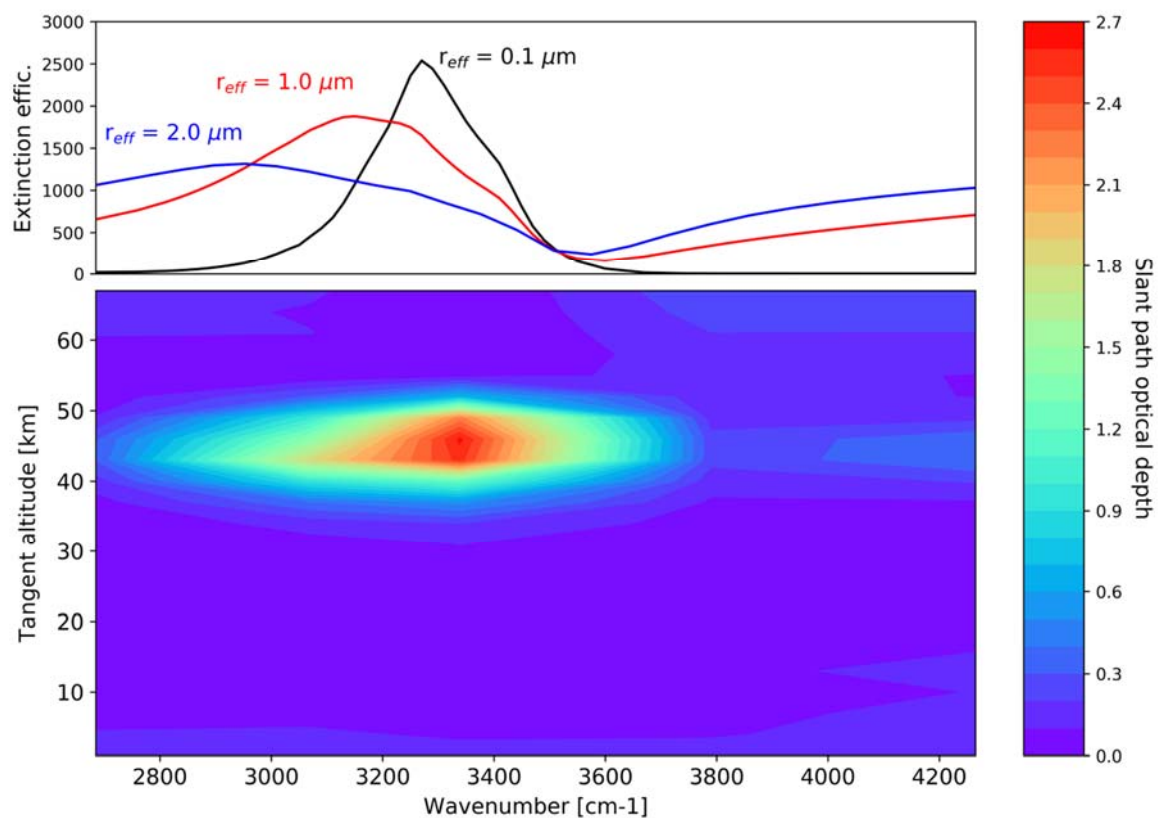 3000
2500
2000
1500
1000
500
0
Extinction effic.
r_eff = 0.1 μm
r_eff = 1.0 μm
r_eff = 2.0 μm
60
50
40
30
20
10
Tangent altitude [km]
2800 3000 3200 3400 3600 3800 4000 4200
Wavenumber [cm-1]
2.7
2.4
2.1
1.8
1.5
1.2
0.9
0.6
0.3
0.0
Slant path optical depth